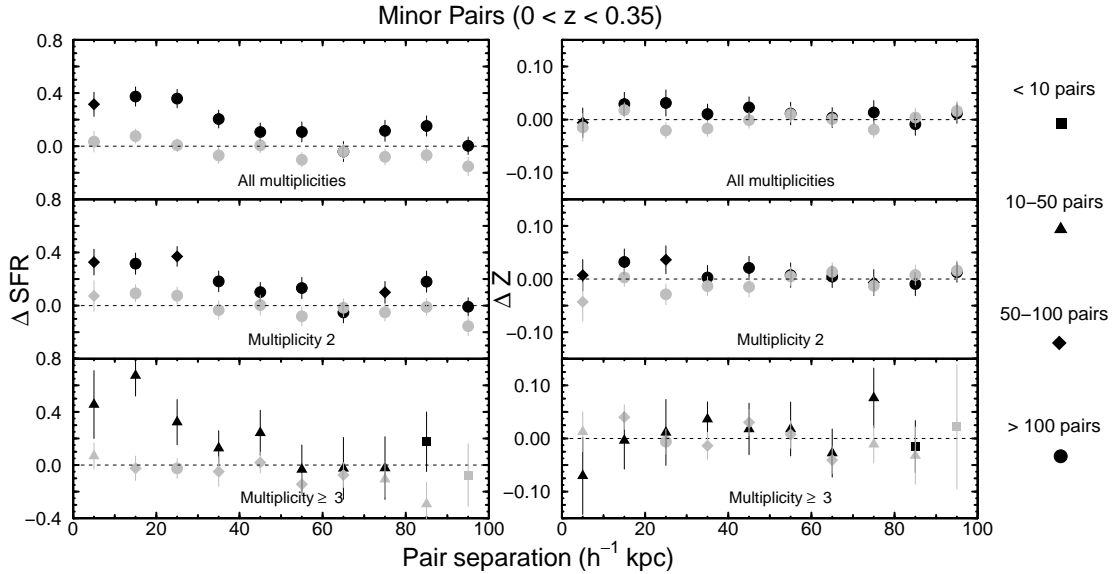 Minor Pairs (0 < z < 0.35)
0.8
0.4
0.0
All multiplicities
0.8
0.4
0.0
Multiplicity 2
0.8
0.4
0.0
−0.4
Multiplicity ≥ 3
Δ SFR
0 20 40 60 80 100
0.10
0.00
−0.10
All multiplicities
0.10
0.00
−0.10
Multiplicity 2
0.10
0.00
−0.10
Multiplicity ≥ 3
Δ Z
0 20 40 60 80 100
Pair separation (h⁻¹ kpc)
< 10 pairs
10−50 pairs
50−100 pairs
> 100 pairs